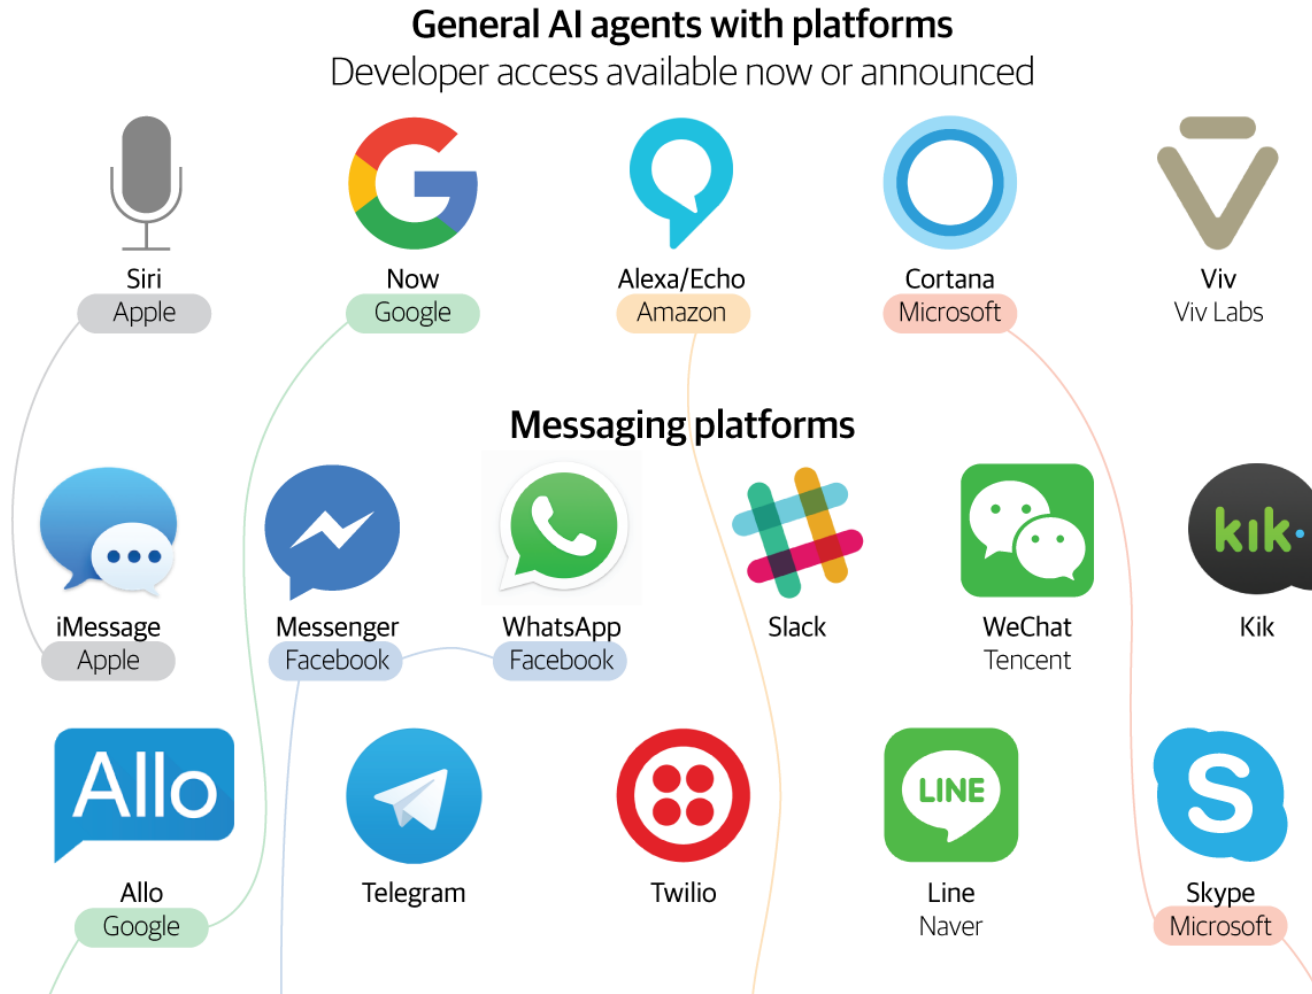 General AI agents with platforms
Developer access available now or announced
Siri
Apple
Now
Google
Alexa/Echo
Amazon
Cortana
Microsoft
Viv
Viv Labs
Messaging platforms
kik
iMessage
Apple
Messenger
Facebook
WhatsApp
Facebook
Slack
WeChat
Tencent
Kik
Allo
LINE
S
Allo
Google
Telegram
Twilio
Line
Naver
Skype
Microsoft